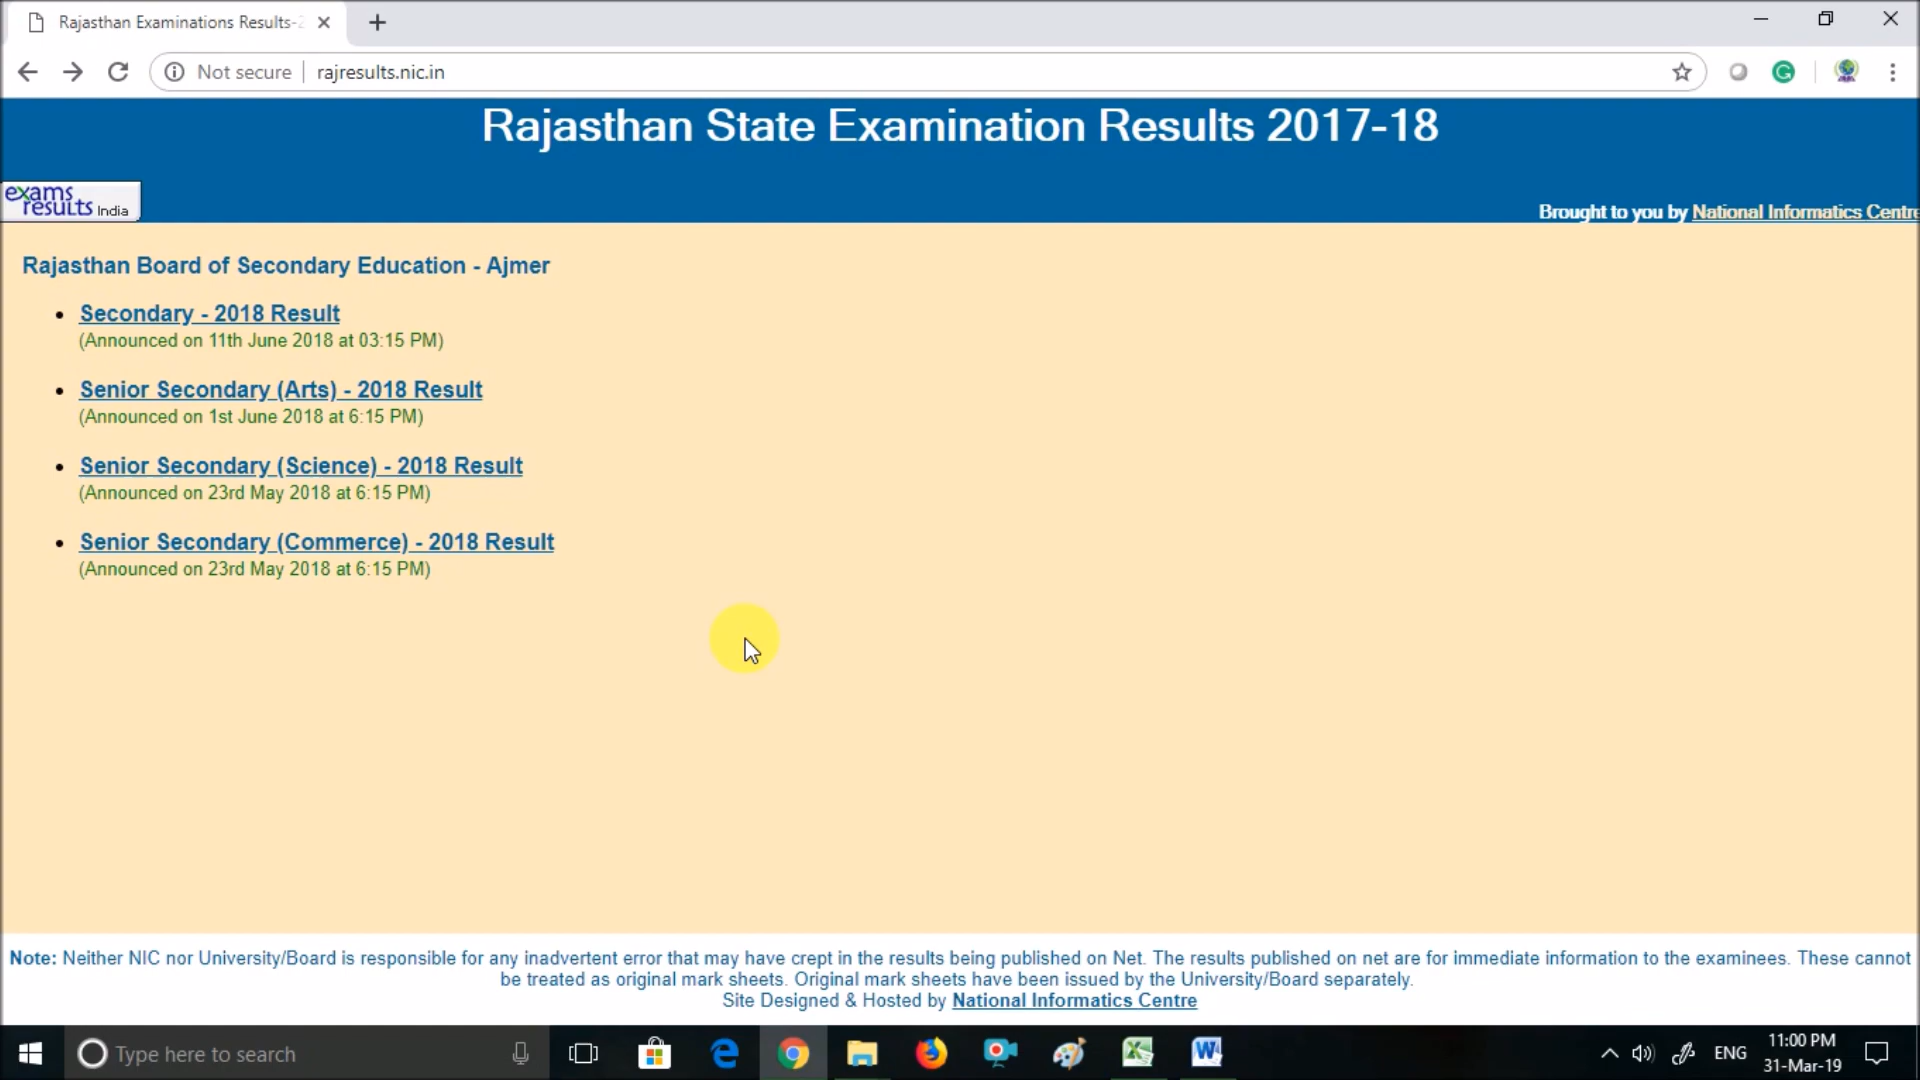 Rajasthan Examinations Results-2
Not secure rajresults.nic.in
Rajasthan State Examination Results 2017-18
exams
results India
Brought to you by National Informatics Centre
Rajasthan Board of Secondary Education - Ajmer
Secondary - 2018 Result
(Announced on 11th June 2018 at 03:15 PM)
Senior Secondary (Arts) - 2018 Result
(Announced on 1st June 2018 at 6:15 PM)
Senior Secondary (Science) - 2018 Result
(Announced on 23rd May 2018 at 6:15 PM)
Senior Secondary (Commerce) - 2018 Result
(Announced on 23rd May 2018 at 6:15 PM)
Note: Neither NIC nor University/Board is responsible for any inadvertent error that may have crept in the results being published on Net. The results published on net are for immediate information to the examinees. These cannot
be treated as original mark sheets. Original mark sheets have been issued by the University/Board separately.
Site Designed & Hosted by National Informatics Centre
Type here to search
ENG
11:00 PM
31-Mar-19